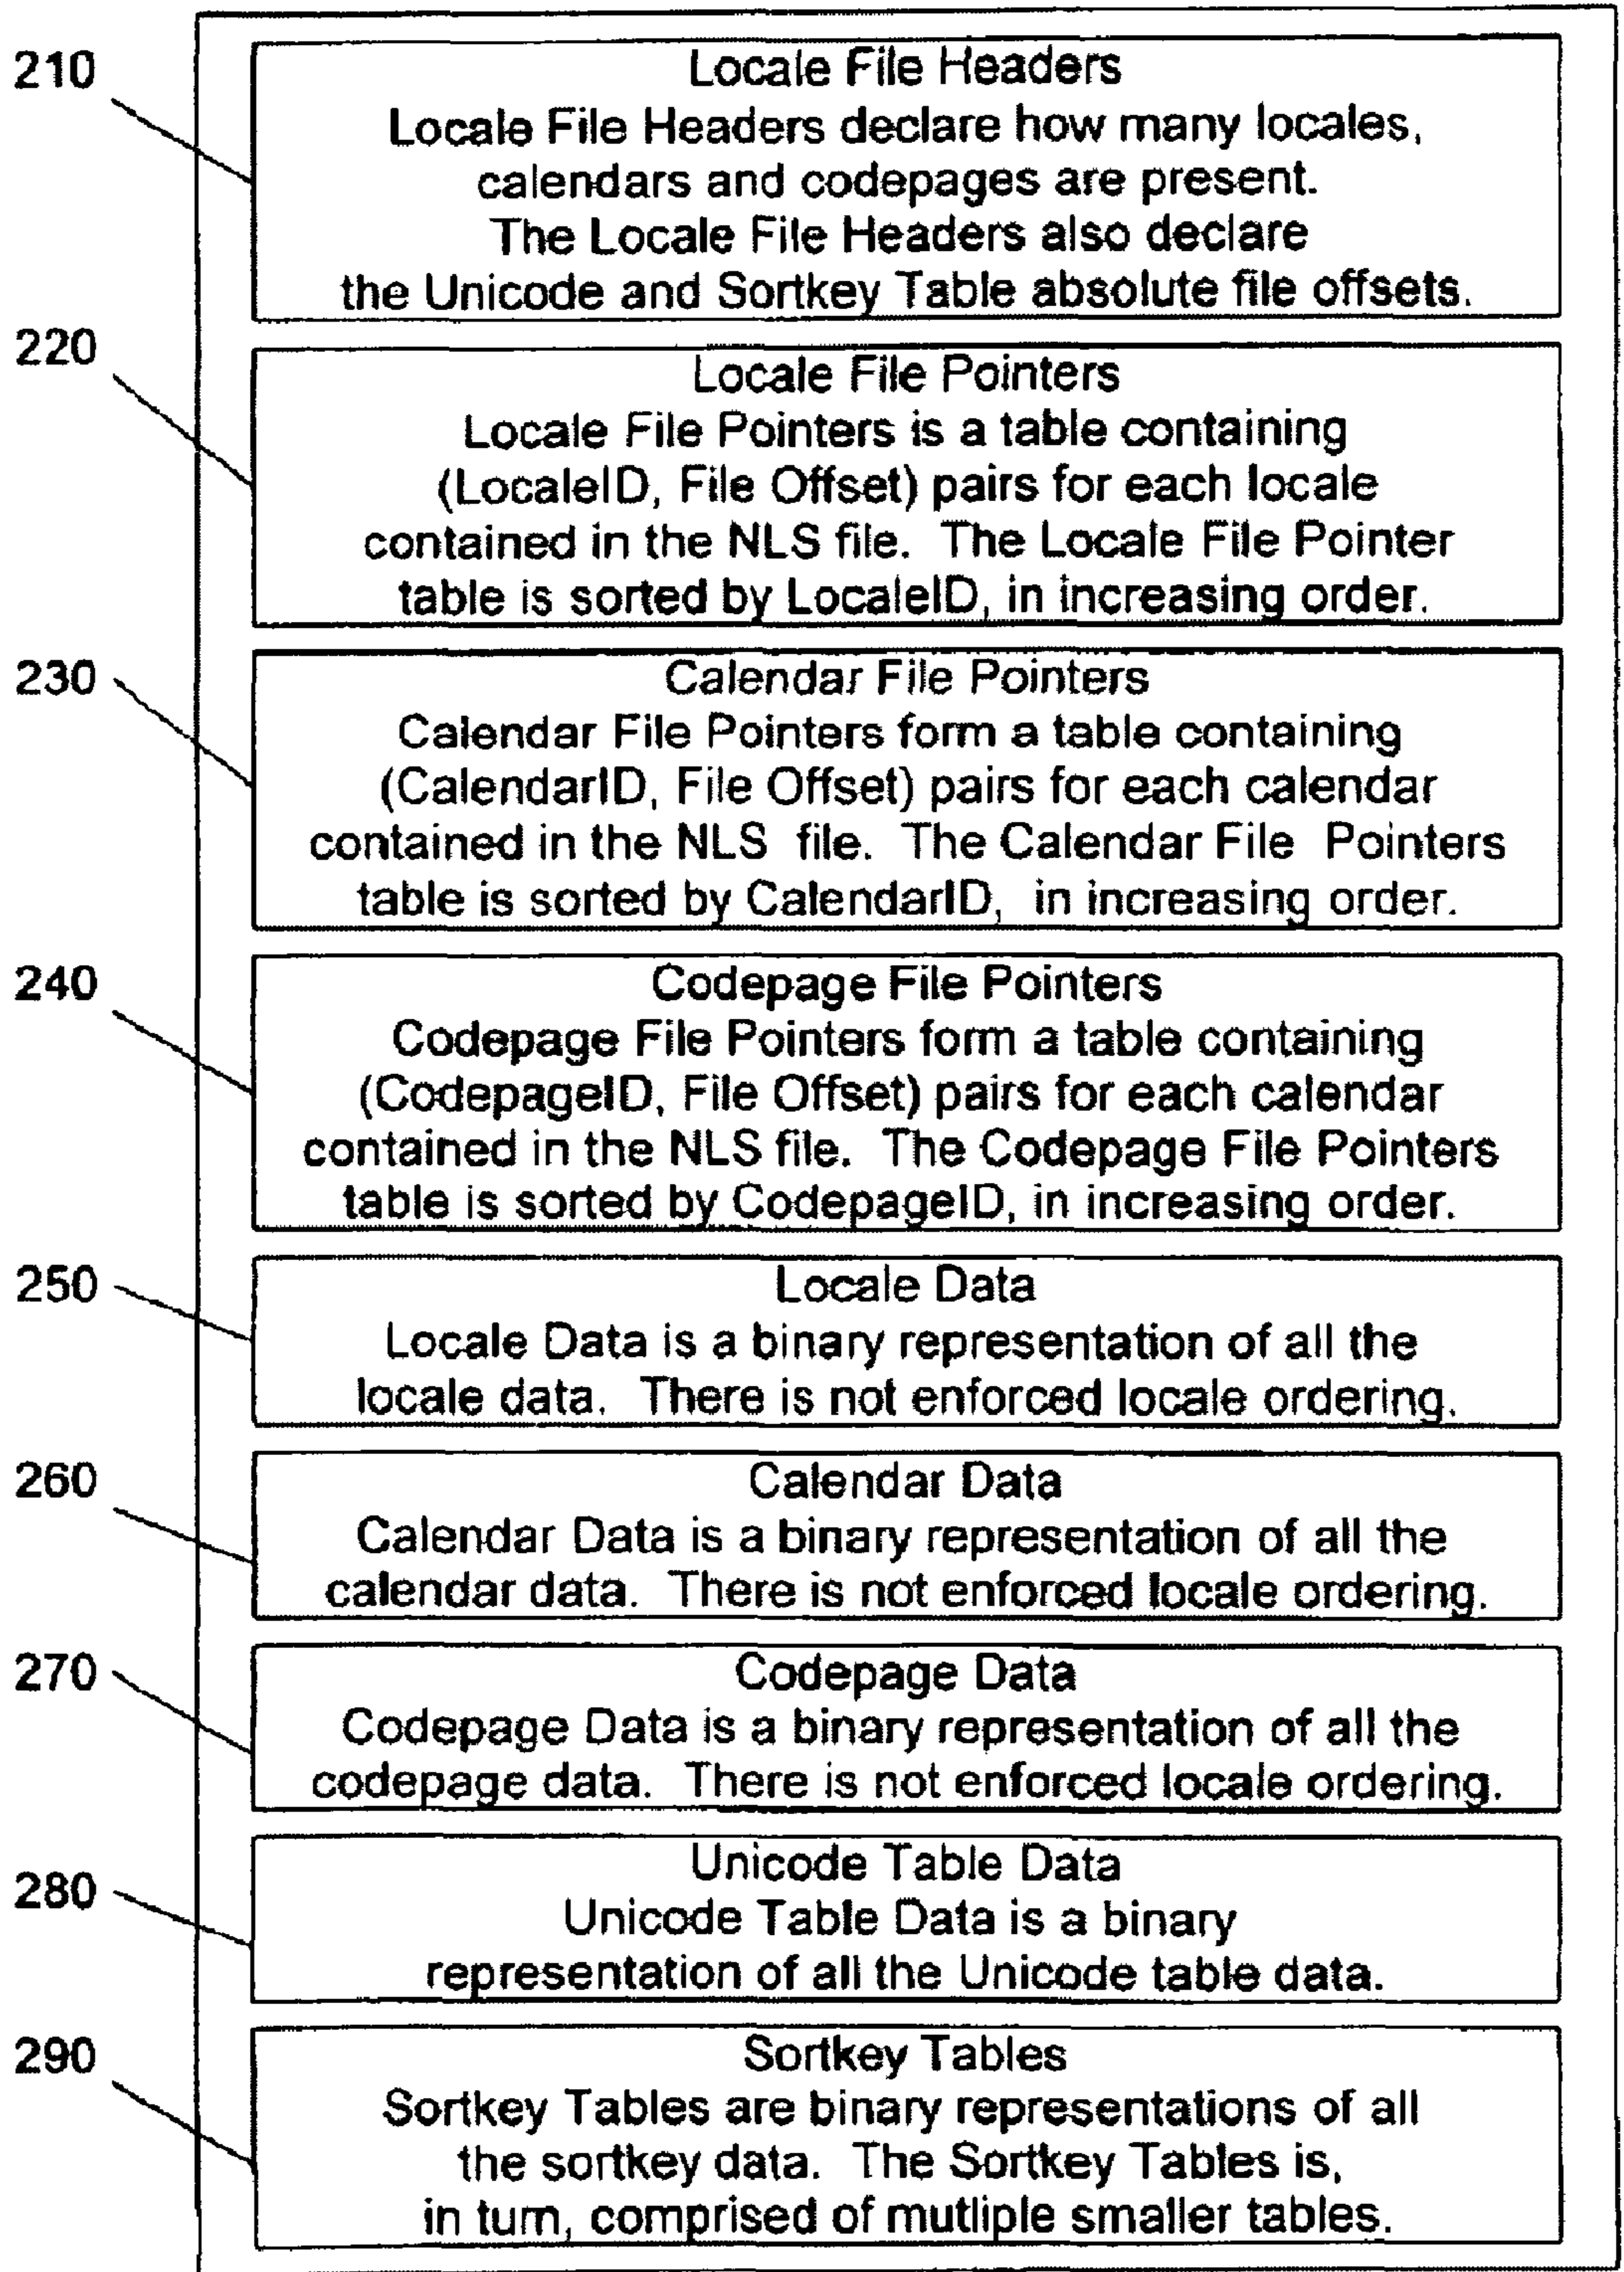 210
Locale File Headers
Locale File Headers declare how many locales,
calendars and codepages are present.
The Locale File Headers also declare
the Unicode and Sortkey Table absolute file offsets.
220
Locale File Pointers
Locale File Pointers is a table containing
(LocaleID, File Offset) pairs for each locale
contained in the NLS file. The Locale File Pointer
table is sorted by LocaleID, in increasing order.
230
Calendar File Pointers
Calendar File Pointers form a table containing
(CalendarID, File Offset) pairs for each calendar
contained in the NLS file. The Calendar File Pointers
table is sorted by CalendarID, in increasing order.
240
Codepage File Pointers
Codepage File Pointers form a table containing
(CodepageID, File Offset) pairs for each calendar
contained in the NLS file. The Codepage File Pointers
table is sorted by CodepageID, in increasing order.
250
Locale Data
Locale Data is a binary representation of all the
locale data. There is not enforced locale ordering.
260
Calendar Data
Calendar Data is a binary representation of all the
calendar data. There is not enforced locale ordering.
270
Codepage Data
Codepage Data is a binary representation of all the
codepage data. There is not enforced locale ordering.
280
Unicode Table Data
Unicode Table Data is a binary
representation of all the Unicode table data.
290
Sortkey Tables
Sortkey Tables are binary representations of all
the sortkey data. The Sortkey Tables is,
in turn, comprised of mutliple smaller tables.